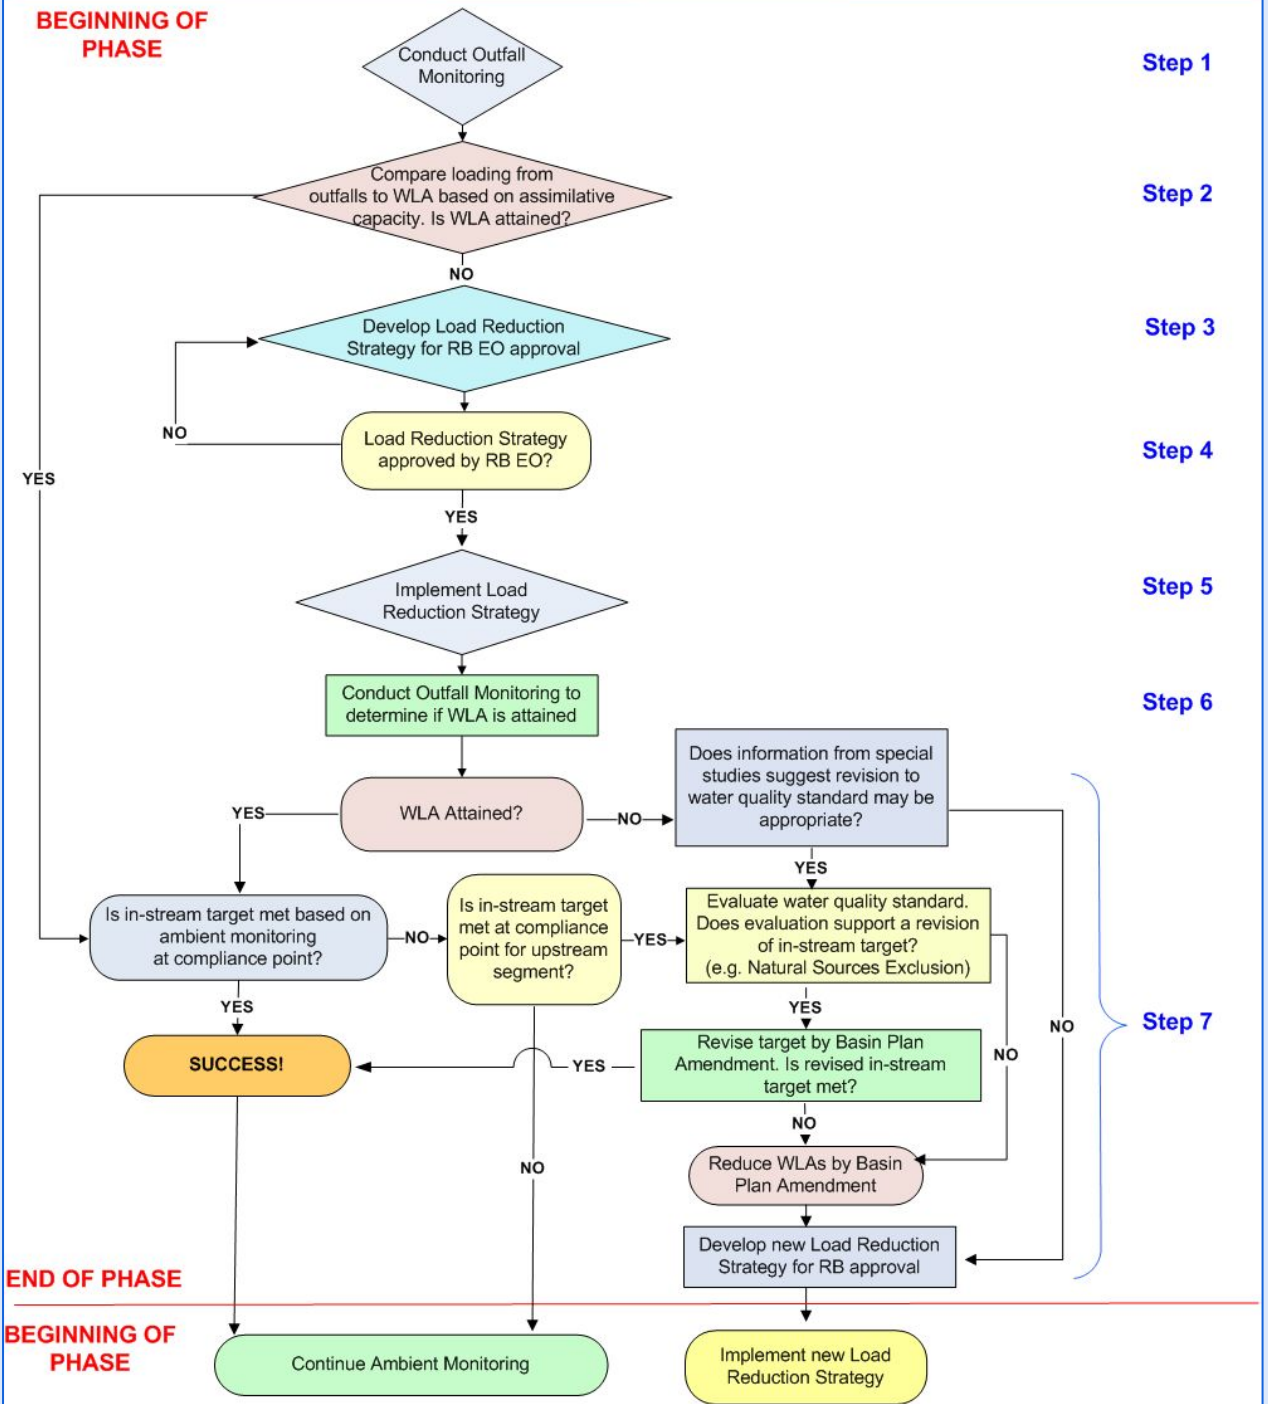 BEGINNING OF
PHASE
Conduct Outfall
Monitoring
Step 1
Compare loading from
outfalls to WLA based on assimilative
capacity. Is WLA attained?
Step 2
NO
Develop Load Reduction
Strategy for RB EO approval
Step 3
NO
Load Reduction Strategy
approved by RB EO?
Step 4
YES
YES
Implement Load
Reduction Strategy
Step 5
Conduct Outfall Monitoring to
determine if WLA is attained
Step 6
WLA Attained?
YES
NO
Does information from special
studies suggest revision to
water quality standard may be
appropriate?
YES
Is in-stream target met based on
ambient monitoring
at compliance point?
NO
Is in-stream target
met at compliance
point for upstream
segment?
YES
Evaluate water quality standard.
Does evaluation support a revision
of in-stream target?
(e.g. Natural Sources Exclusion)
YES
YES
NO
Step 7
SUCCESS!
YES
Revise target by Basin Plan
Amendment. Is revised in-stream
target met?
NO
NO
NO
Reduce WLAs by Basin
Plan Amendment
Develop new Load Reduction
Strategy for RB approval
END OF PHASE
BEGINNING OF
PHASE
Continue Ambient Monitoring
Implement new Load
Reduction Strategy